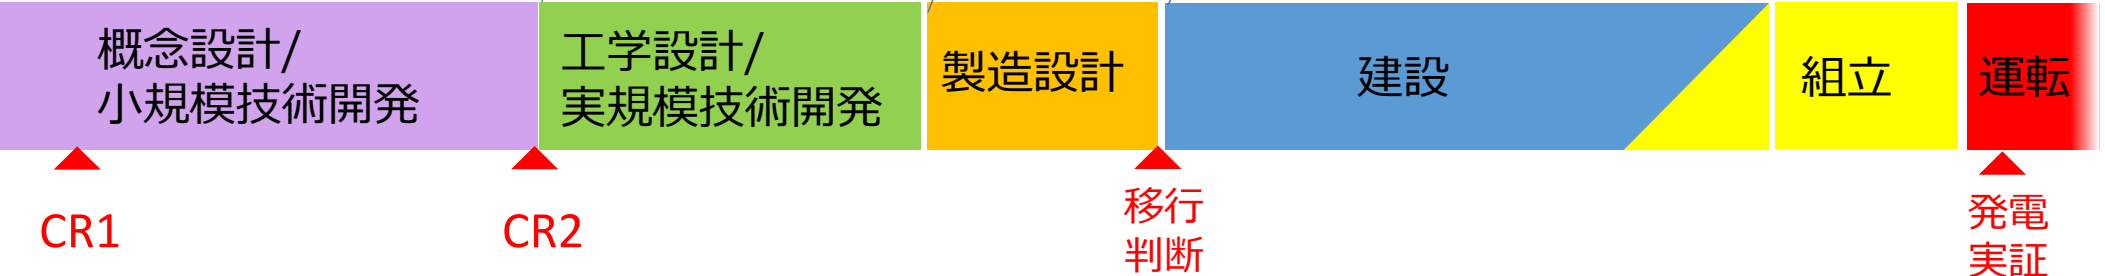 概念設計/
小規模技術開発
工学設計/
実規模技術開発
製造設計
建設
組立
運転
CR1
CR2
移行
判断
発電
実証